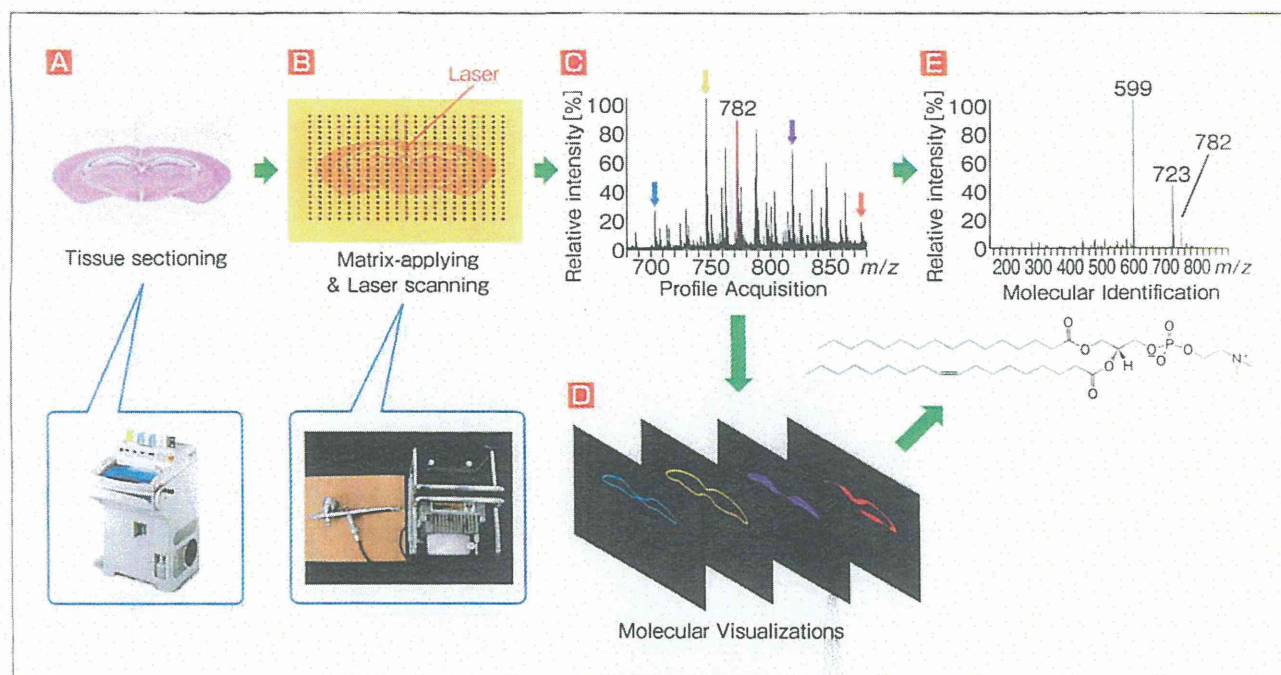 A
Tissue sectioning
B
Laser
Matrix-applying
& Laser scanning
C
Relative intensity [%]
100
80
60
40
20
0
782
700 750 800 850 m/z
Profile Acquisition
E
Relative intensity [%]
100
80
60
40
20
0
599
782
723
200 300 400 500 600 700 800 m/z
Molecular Identification
O
O
O
P
O
O
O
O
H
O
N+
D
Molecular Visualizations